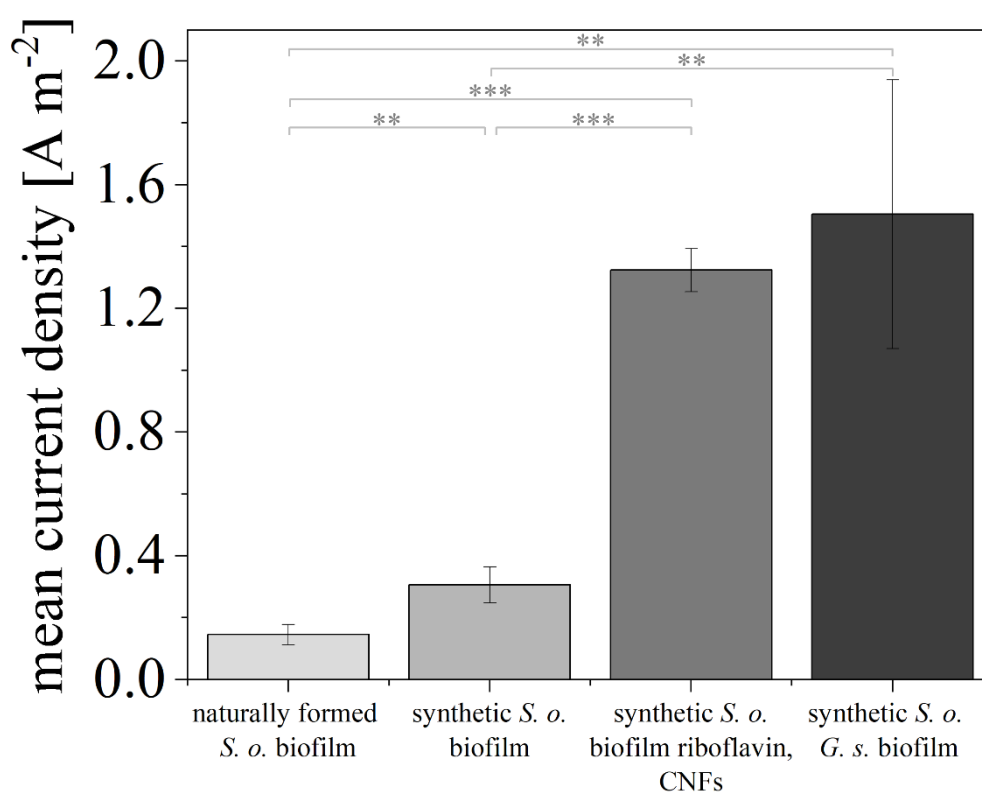 mean current density [A m⁻²]
2.0
1.6
1.2
0.8
0.4
0.0
**
**
***
** ***
naturally formed
S. o. biofilm
synthetic S. o.
biofilm
synthetic S. o.
biofilm riboflavin,
CNFs
synthetic S. o.
G. s. biofilm